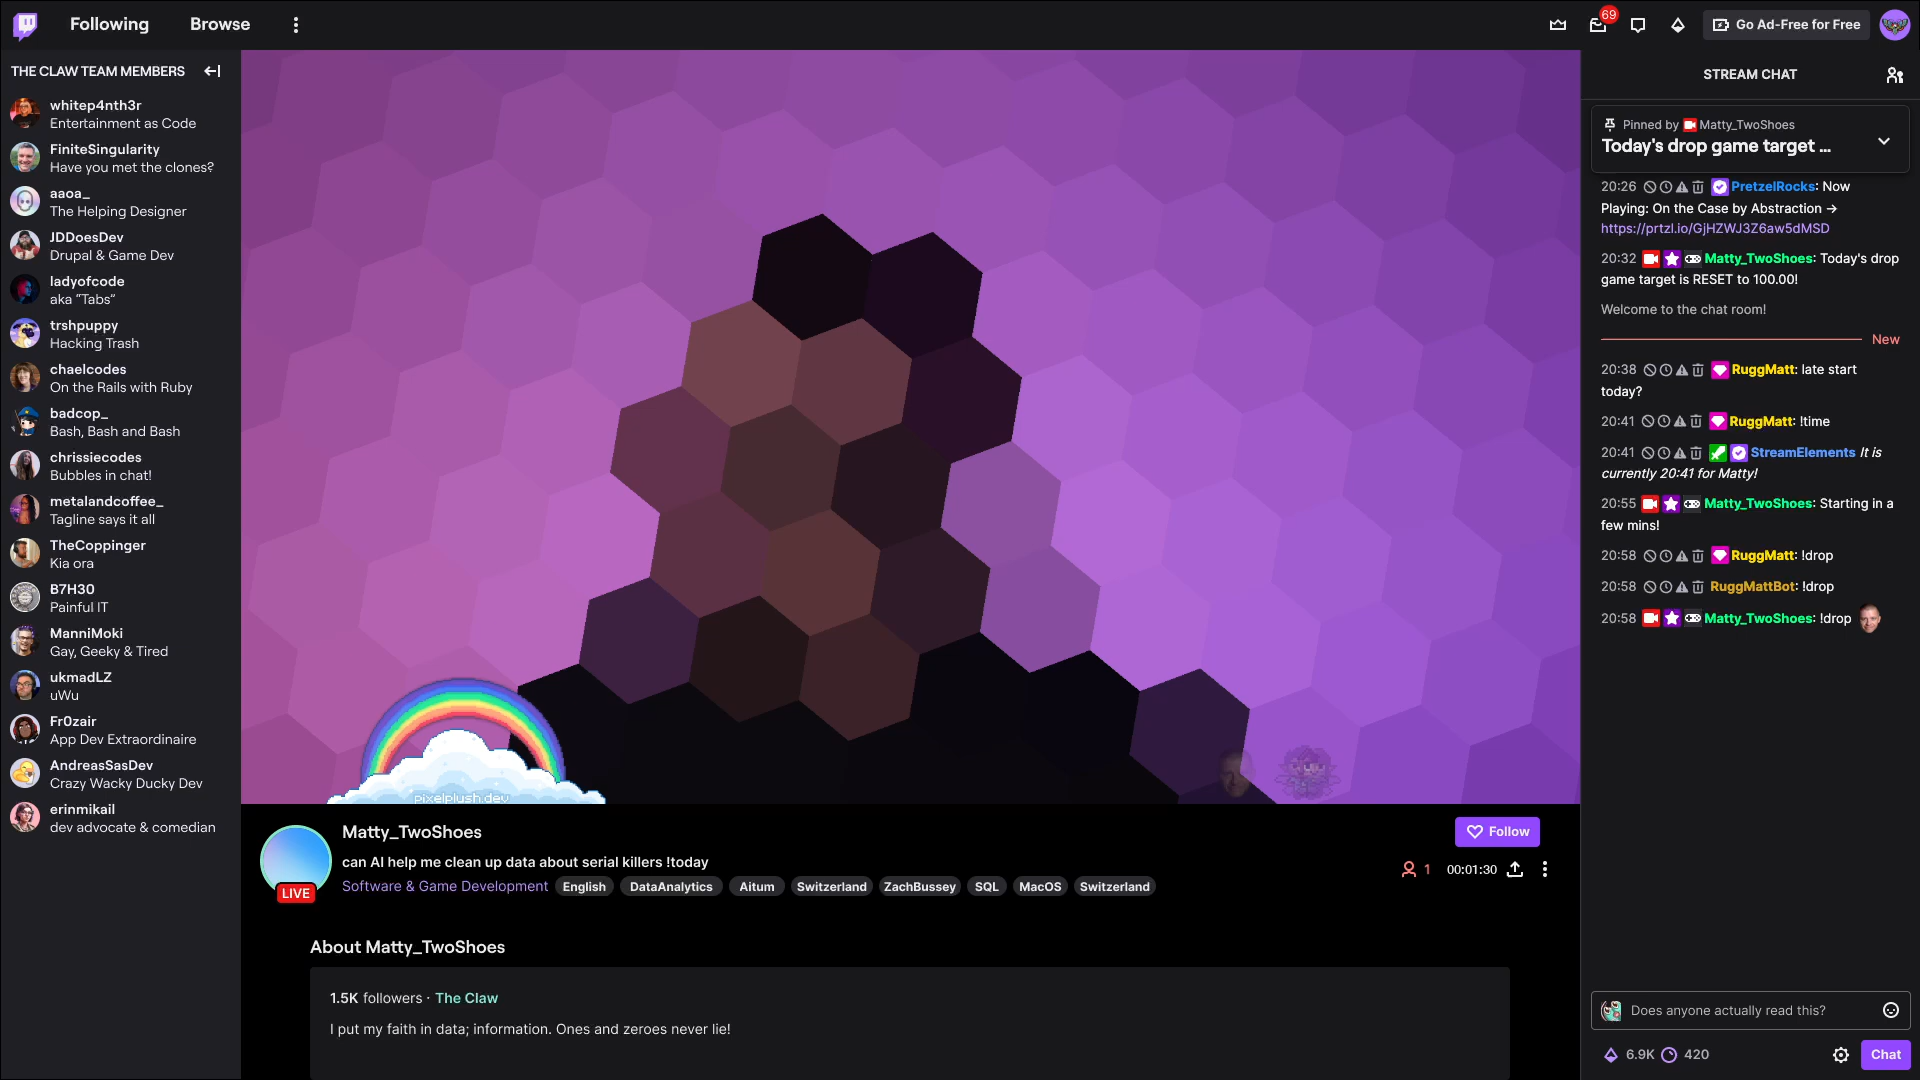 Following
Browse
69
Go Ad-Free for Free
THE CLAW TEAM MEMBERS
whitep4nth3r
Entertainment as Code
FiniteSingularity
Have you met the clones?
aaoa_
The Helping Designer
JDDoesDev
Drupal & Game Dev
ladyofcode
aka “Tabs”
trshpuppy
Hacking Trash
chaelcodes
On the Rails with Ruby
badcop_
Bash, Bash and Bash
chrissiecodes
Bubbles in chat!
metalandcoffee_
Tagline says it all
TheCoppinger
Kia ora
B7H30
Painful IT
ManniMoki
Gay, Geeky & Tired
ukmadLZ
uWu
Fr0zair
App Dev Extraordinaire
AndreasSasDev
Crazy Wacky Ducky Dev
erinmikail
dev advocate & comedian
pixelplush.dev
LIVE
Matty_TwoShoes
can AI help me clean up data about serial killers !today
Software & Game Development English DataAnalytics Aitum Switzerland ZachBussey SQL MacOS Switzerland
Follow
1 00:01:30
About Matty_TwoShoes
1.5K followers · The Claw
I put my faith in data; information. Ones and zeroes never lie!
STREAM CHAT
Pinned by Matty_TwoShoes
Today's drop game target ...
20:26 PretzelRocks: Now
Playing: On the Case by Abstraction →
https://prtzl.io/GjHZWJ3Z6aw5dMSD
20:32 Matty_TwoShoes: Today's drop
game target is RESET to 100.00!
Welcome to the chat room!
New
20:38 RuggMatt: late start
today?
20:41 RuggMatt: !time
20:41 StreamElements It is
currently 20:41 for Matty!
20:55 Matty_TwoShoes: Starting in a
few mins!
20:58 RuggMatt: !drop
20:58 RuggMattBot: !drop
20:58 Matty_TwoShoes: !drop
Does anyone actually read this?
6.9K 420
Chat